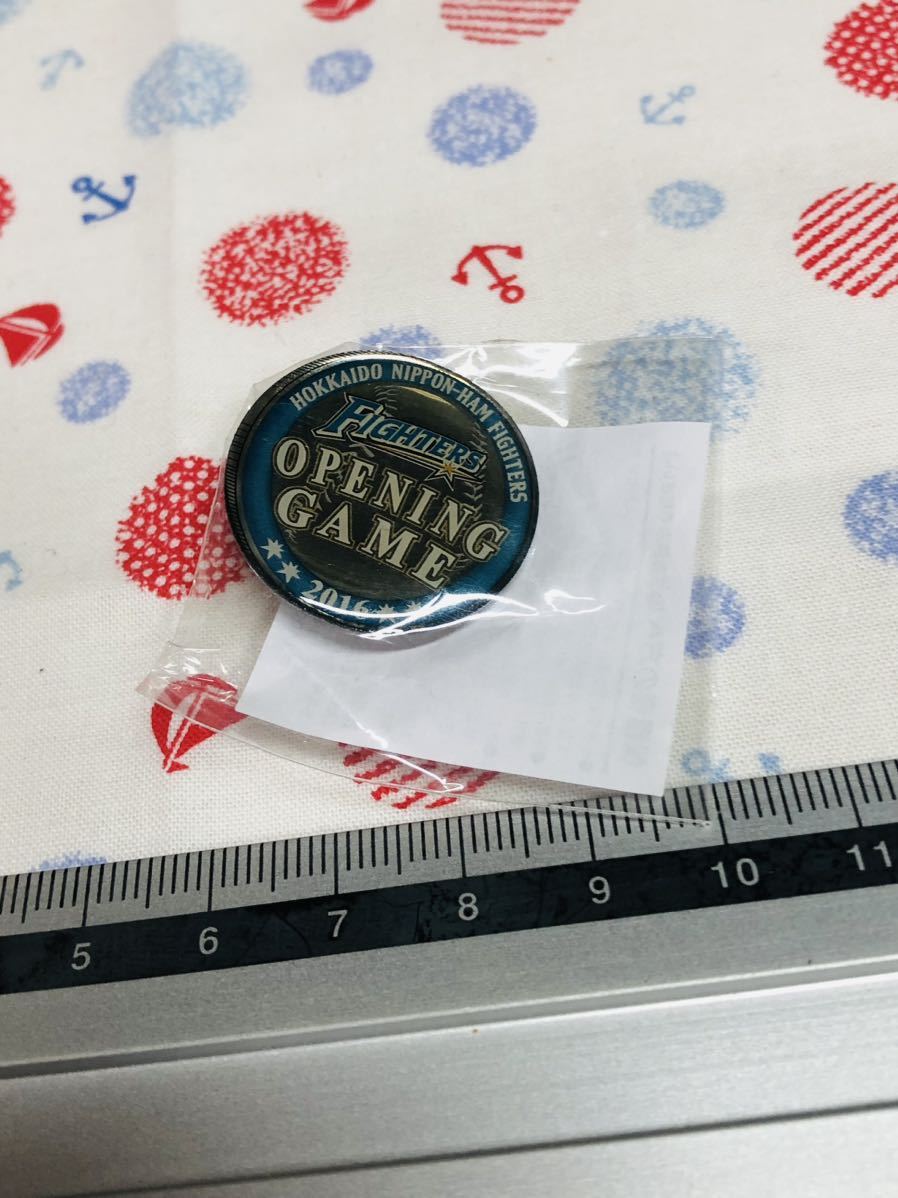 HOKKAIDO NIPPON-HAM FIGHTERS
FIGHTERS
OPENING
GAME
2016
5 6 7 8 9 10 11